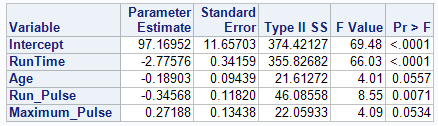 Variable Parameter Estimate Standard Error Type II SS F Value Pr > F
Intercept 97.16952 11.65703 374.42127 69.48 <.0001
RunTime -2.77576 0.34159 355.82682 66.03 <.0001
Age -0.18903 0.09439 21.61272 4.01 0.0557
Run_Pulse -0.34568 0.11820 46.08558 8.55 0.0071
Maximum_Pulse 0.27188 0.13438 22.05933 4.09 0.0534